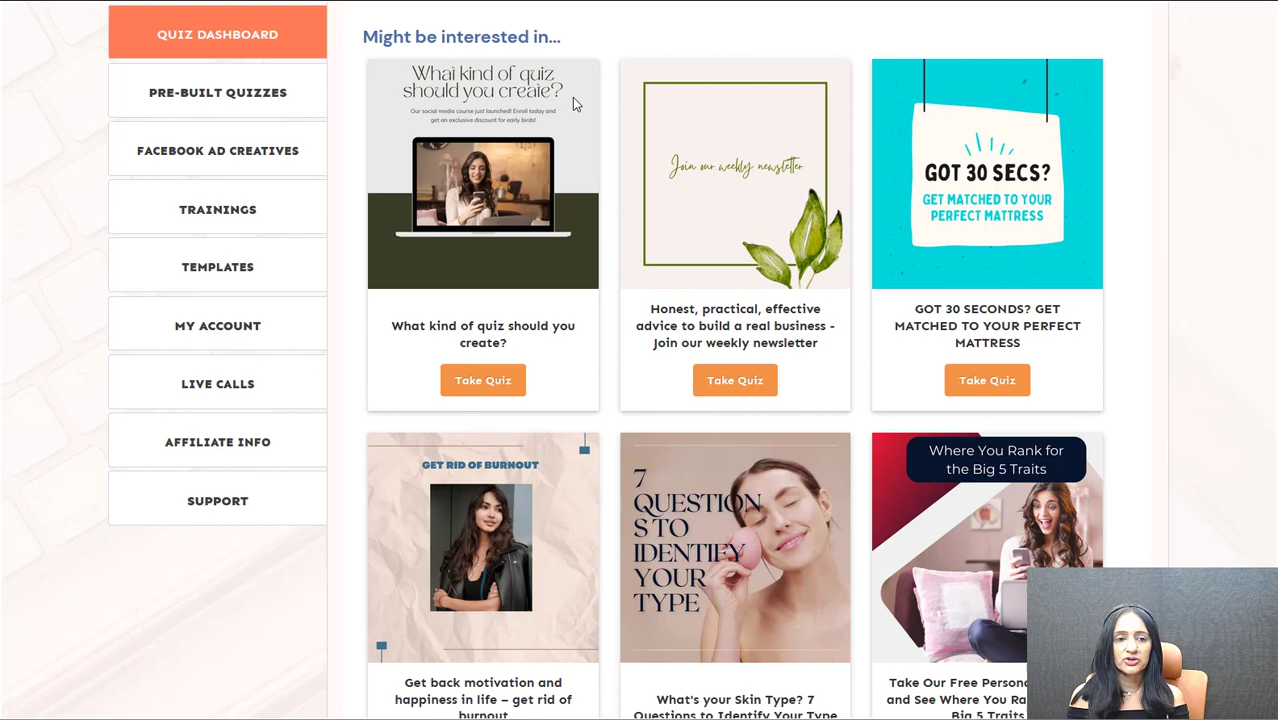 QUIZ DASHBOARD
PRE-BUILT QUIZZES
FACEBOOK AD CREATIVES
TRAININGS
TEMPLATES
MY ACCOUNT
LIVE CALLS
AFFILIATE INFO
SUPPORT
Might be interested in...
What kind of quiz
should you create?
Our social media course just launched! Enroll today and
get an exclusive discount for early birds!
What kind of quiz should you
create?
Take Quiz
Join our weekly newsletter
Honest, practical, effective
advice to build a real business -
Join our weekly newsletter
Take Quiz
GOT 30 SECS?
GET MATCHED TO YOUR
PERFECT MATTRESS
GOT 30 SECONDS? GET
MATCHED TO YOUR PERFECT
MATTRESS
Take Quiz
GET RID OF BURNOUT
Get back motivation and
happiness in life – get rid of
burnout
7
QUESTION
S TO
IDENTIFY
YOUR
TYPE
What's your Skin Type? 7
Questions to Identify Your Type
Where You Rank for
the Big 5 Traits
Take Our Free Persona
and See Where You Ra
Big 5 Traits